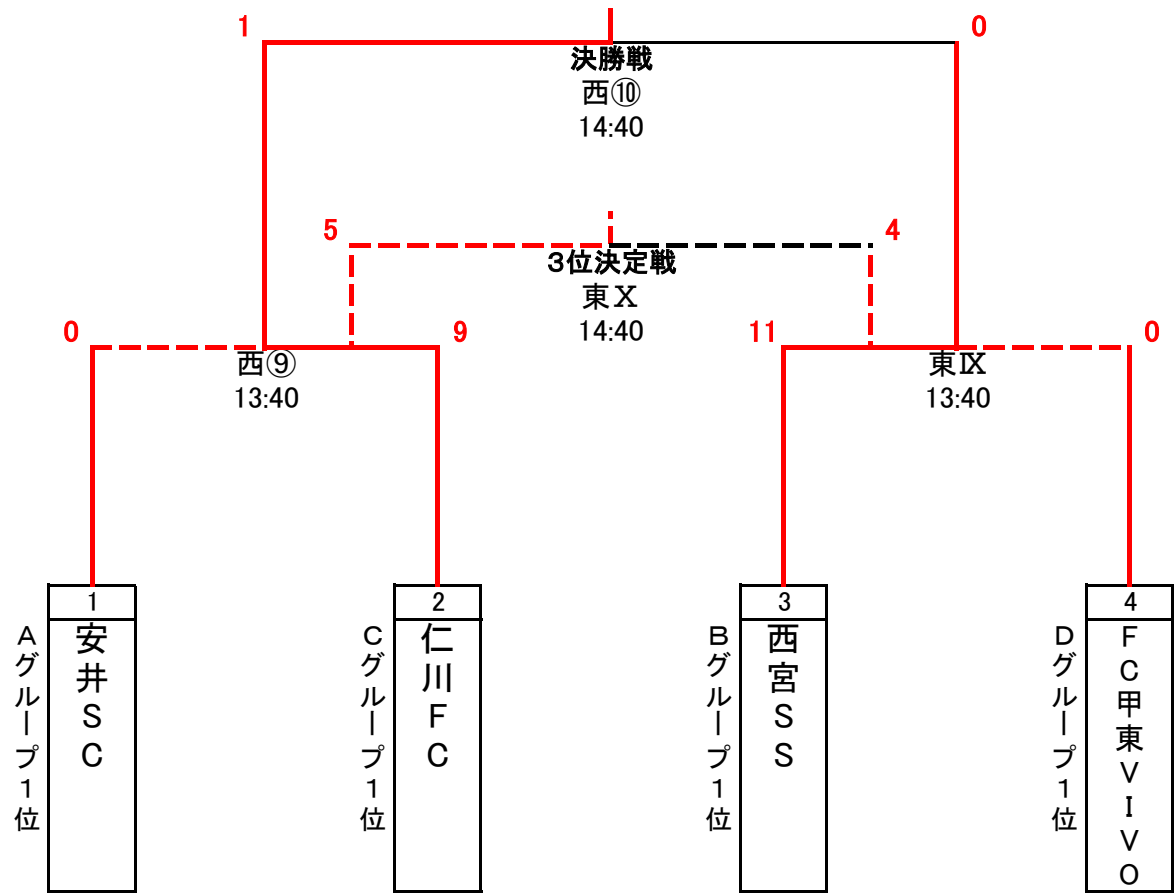 1
0
決勝戦
西⑩
14:40
5
4
3位決定戦
東Ⅹ
14:40
0
9
11
0
西⑨
13:40
東Ⅸ
13:40
1
2
3
4
Aグループ1位
安井SC
Cグループ1位
仁川FC
Bグループ1位
西宮SS
Dグループ1位
FC甲東VIVO